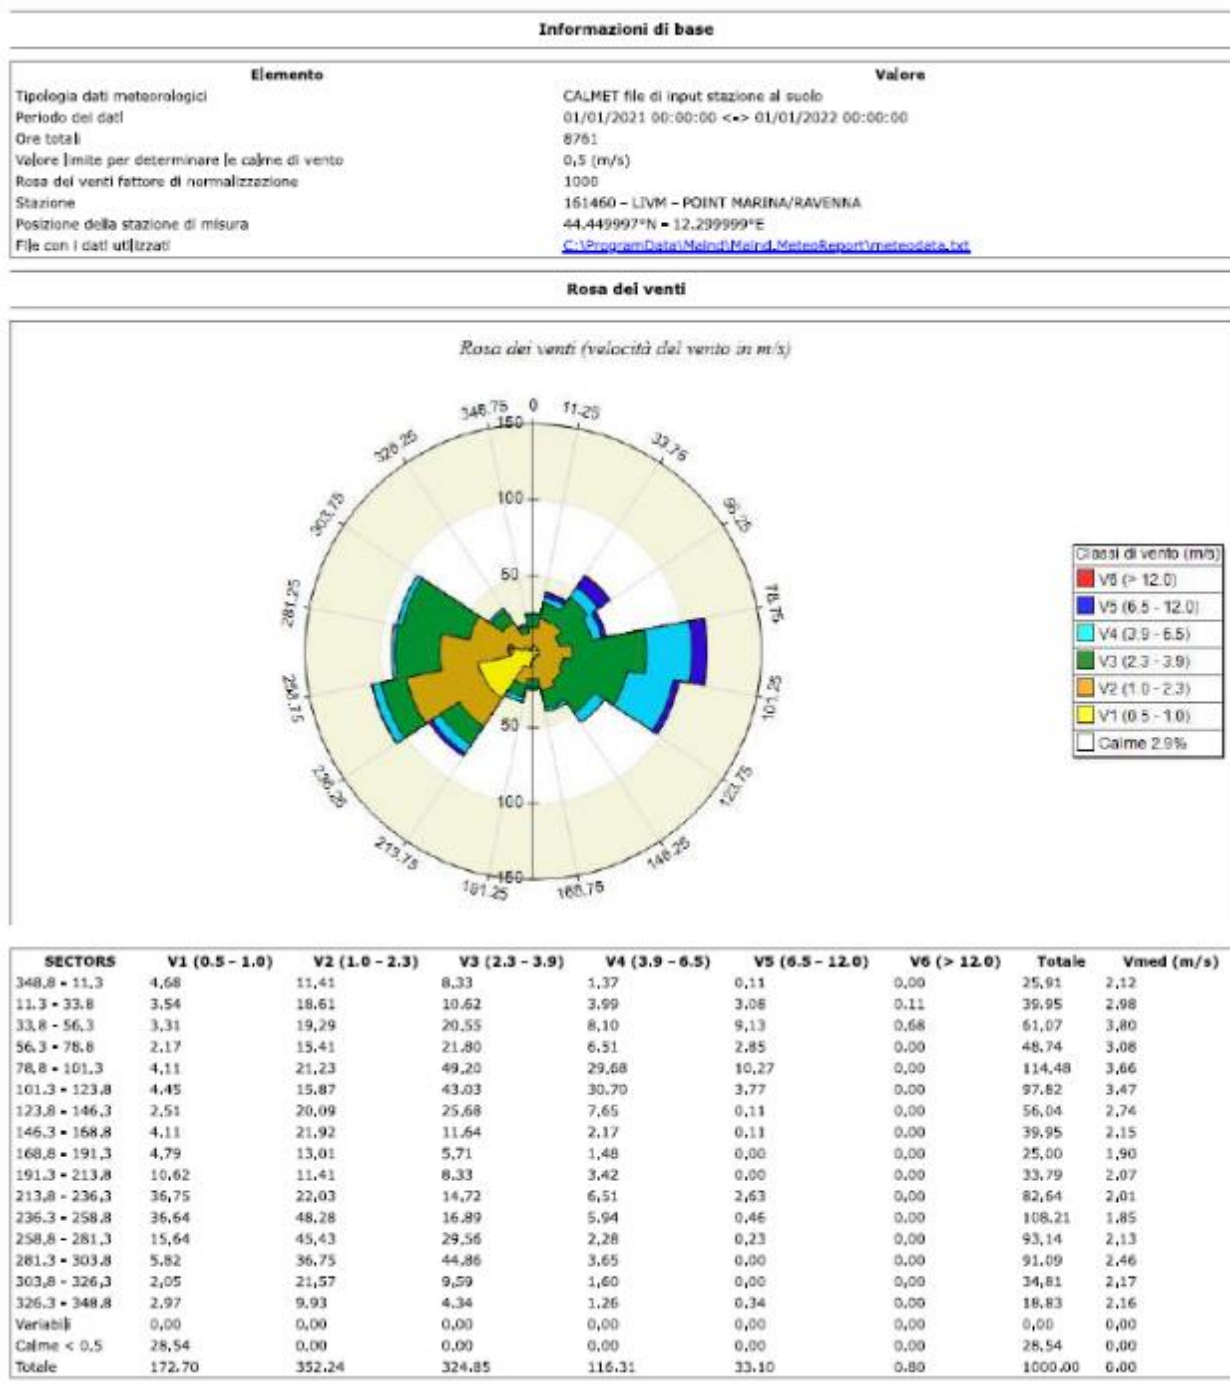 Informazioni di base
Elemento Valore
Tipologia dati meteorologici CALMET file di input stazione al suolo
Periodo dei dati 01/01/2021 00:00:00 <-> 01/01/2022 00:00:00
Ore totali 8761
Valore limite per determinare le calme di vento 0,5 (m/s)
Rosa dei venti fattore di normalizzazione 1000
Stazione 161460 - LIVM - POINT MARINA/RAVENNA
Posizione della stazione di misura 44.449997°N - 12.299999°E
File con i dati utilizzati C:\ProgramData\Maind\Maind.MeteoReport\meteodata.txt
Rosa dei venti
Rosa dei venti (velocità del vento in m/s)
348.75 0 11.25
326.25 150 33.75
303.75 100 56.25
281.25 50 78.75
258.75 101.25
236.25 50 123.75
213.75 100 146.25
191.25 150 168.75
Classi di vento (m/s)
V6 (> 12.0)
V5 (6.5 - 12.0)
V4 (3.9 - 6.5)
V3 (2.3 - 3.9)
V2 (1.0 - 2.3)
V1 (0.5 - 1.0)
Calme 2.9%
SECTORS V1 (0.5 - 1.0) V2 (1.0 - 2.3) V3 (2.3 - 3.9) V4 (3.9 - 6.5) V5 (6.5 - 12.0) V6 (> 12.0) Totale Vmed (m/s)
348,8 - 11,3 4,68 11,41 8,33 1,37 0,11 0,00 25,91 2,12
11.3 - 33.8 3,54 18,61 10,62 3,99 3,08 0,11 39,95 2,98
33,8 - 56,3 3,31 19,29 20,55 8,10 9,13 0,68 61,07 3,80
56.3 - 78.8 2,17 15,41 21,80 6,51 2,85 0,00 48,74 3,08
78,8 - 101,3 4,11 21,23 49,20 29,68 10,27 0,00 114,48 3,66
101.3 - 123.8 4,45 15,87 43,03 30,70 3,77 0,00 97,82 3,47
123,8 - 146,3 2,51 20,09 25,68 7,65 0,11 0,00 56,04 2,74
146.3 - 168.8 4,11 21,92 11,64 2,17 0,11 0,00 39,95 2,15
168,8 - 191,3 4,79 13,01 5,71 1,48 0,00 0,00 25,00 1,90
191.3 - 213.8 10,62 11,41 8,33 3,42 0,00 0,00 33,79 2,07
213,8 - 236,3 36,75 22,03 14,72 6,51 2,63 0,00 82,64 2,01
236.3 - 258.8 36,64 48,28 16,89 5,94 0,46 0,00 108,21 1,85
258,8 - 281,3 15,64 45,43 29,56 2,28 0,23 0,00 93,14 2,13
281.3 - 303.8 5,82 36,75 44,86 3,65 0,00 0,00 91,09 2,46
303,8 - 326,3 2,05 21,57 9,59 1,60 0,00 0,00 34,81 2,17
326.3 - 348.8 2,97 9,93 4,34 1,26 0,34 0,00 18,83 2,16
Variabili 0,00 0,00 0,00 0,00 0,00 0,00 0,00 0,00
Calme < 0.5 28,54 0,00 0,00 0,00 0,00 0,00 28,54 0,00
Totale 172.70 352.24 324.85 116.31 33.10 0.80 1000.00 0.00